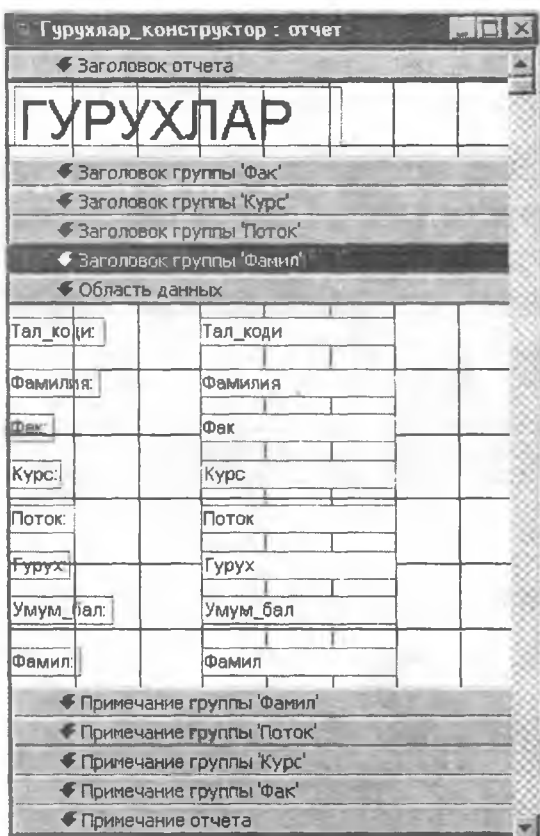 Гурухлар_конструктор : отчет
Заголовок отчета
ГУРУХЛАР
Заголовок группы 'Фак'
Заголовок группы 'Курс'
Заголовок группы 'Поток'
Заголовок группы 'Фамил'
Область данных
Тал_коди: Тал_коди
Фамилия: Фамилия
Фак: Фак
Курс: Курс
Поток: Поток
Гурух: Гурух
Умум_бал: Умум_бал
Фамил: Фамил
Примечание группы 'Фамил'
Примечание группы 'Поток'
Примечание группы 'Курс'
Примечание группы 'Фак'
Примечание отчета